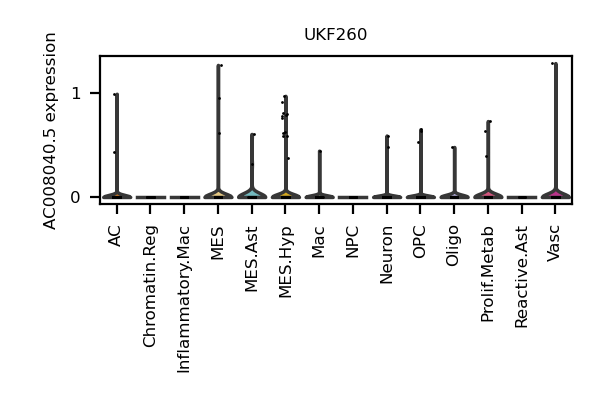 UKF260
AC008040.5 expression
1
0
AC
Chromatin.Reg
Inflammatory.Mac
MES
MES.Ast
MES.Hyp
Mac
NPC
Neuron
OPC
Oligo
Prolif.Metab
Reactive.Ast
Vasc